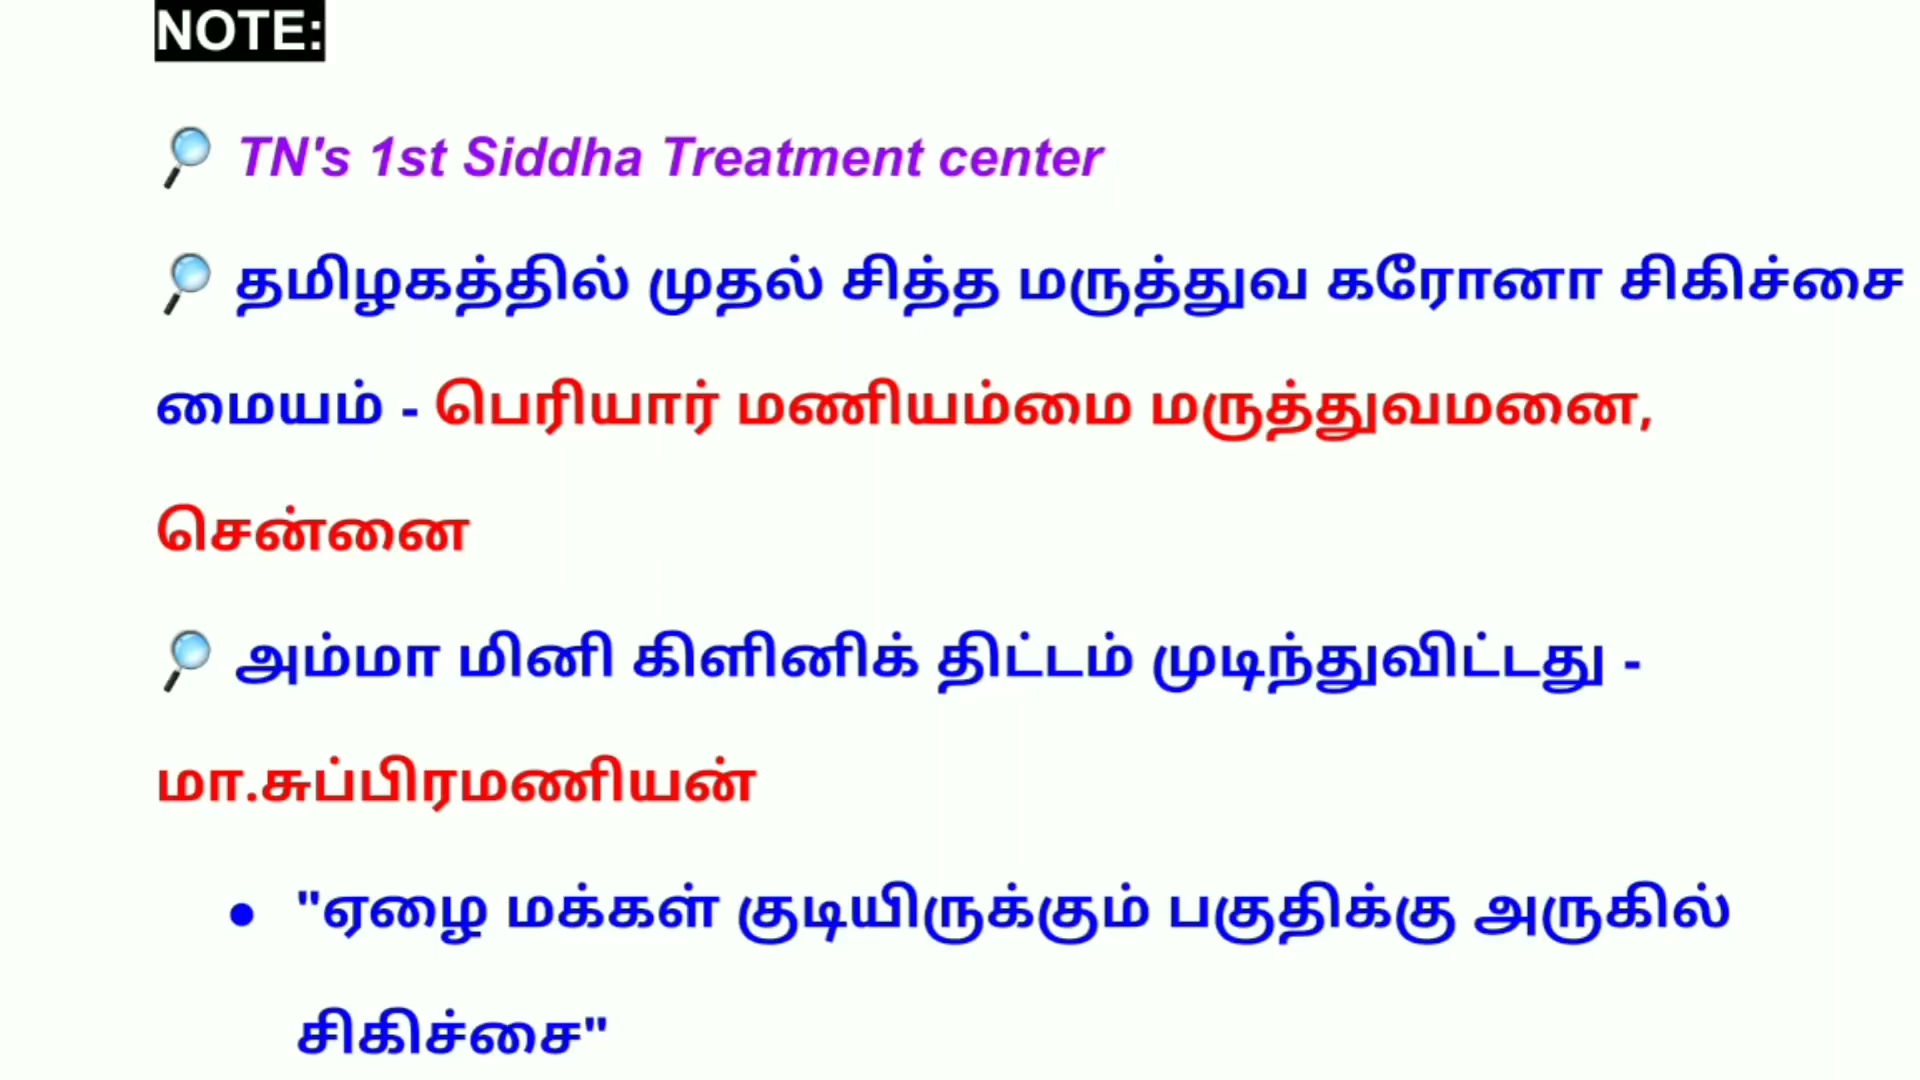 NOTE:
🔎 TN's 1st Siddha Treatment center
🔎 தமிழகத்தில் முதல் சித்த மருத்துவ கரோனா சிகிச்சை
மையம் - பெரியார் மணியம்மை மருத்துவமனை,
சென்னை
🔎 அம்மா மினி கிளினிக் திட்டம் முடிந்துவிட்டது -
மா.சுப்பிரமணியன்
● "ஏழை மக்கள் குடியிருக்கும் பகுதிக்கு அருகில்
சிகிச்சை"